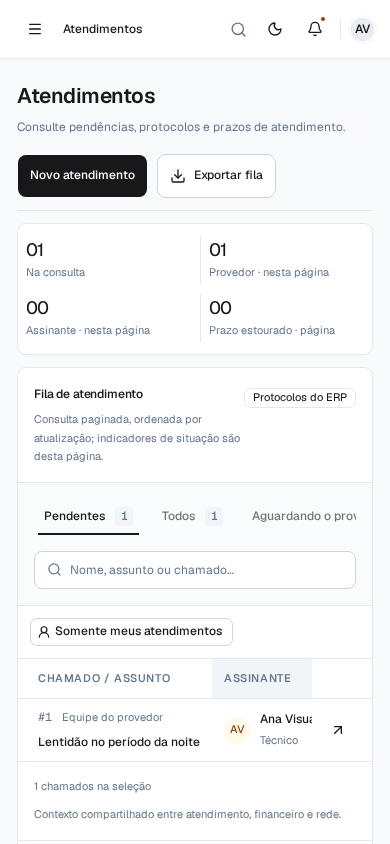 Atendimentos
AV
Atendimentos
Consulte pendências, protocolos e prazos de atendimento.
Novo atendimento
Exportar fila
01
Na consulta
01
Provedor · nesta página
00
Assinante · nesta página
00
Prazo estourado · página
Fila de atendimento
Protocolos do ERP
Consulta paginada, ordenada por
atualização; indicadores de situação são
desta página.
Pendentes 1
Todos 1
Aguardando o prov
Nome, assunto ou chamado...
Somente meus atendimentos
CHAMADO / ASSUNTO
ASSINANTE
#1 Equipe do provedor
Lentidão no período da noite
AV
Ana Visua
Técnico
1 chamados na seleção
Contexto compartilhado entre atendimento, financeiro e rede.